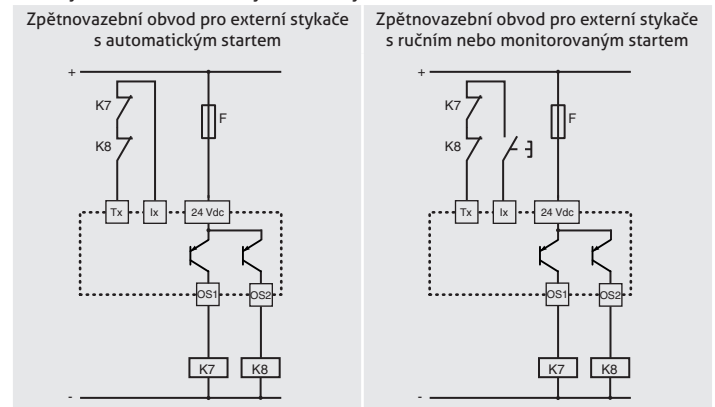 Zpětnovazební obvod pro externí stykače
s automatickým startem
+
K7
K8
F
Tx
Ix
24 Vdc
OS1
OS2
K7
K8
-
Zpětnovazební obvod pro externí stykače
s ručním nebo monitorovaným startem
+
K7
K8
F
Tx
Ix
24 Vdc
OS1
OS2
K7
K8
-